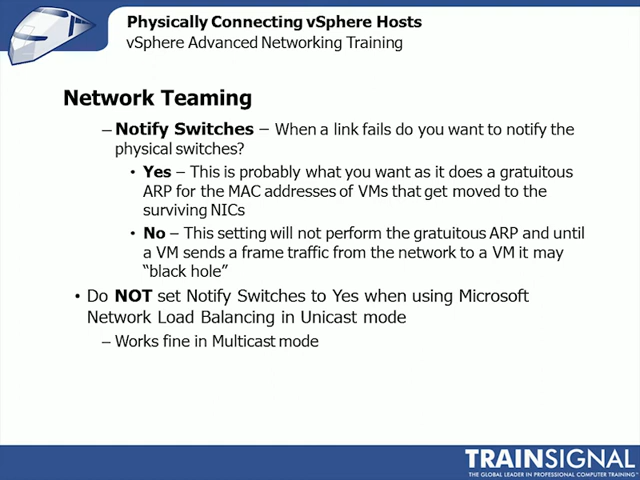 Physically Connecting vSphere Hosts
vSphere Advanced Networking Training
Network Teaming
– Notify Switches – When a link fails do you want to notify the
physical switches?
• Yes – This is probably what you want as it does a gratuitous
ARP for the MAC addresses of VMs that get moved to the
surviving NICs
• No – This setting will not perform the gratuitous ARP and until
a VM sends a frame traffic from the network to a VM it may
“black hole”
• Do NOT set Notify Switches to Yes when using Microsoft
Network Load Balancing in Unicast mode
– Works fine in Multicast mode
TRAINSIGNAL
THE GLOBAL LEADER IN PROFESSIONAL COMPUTER TRAINING